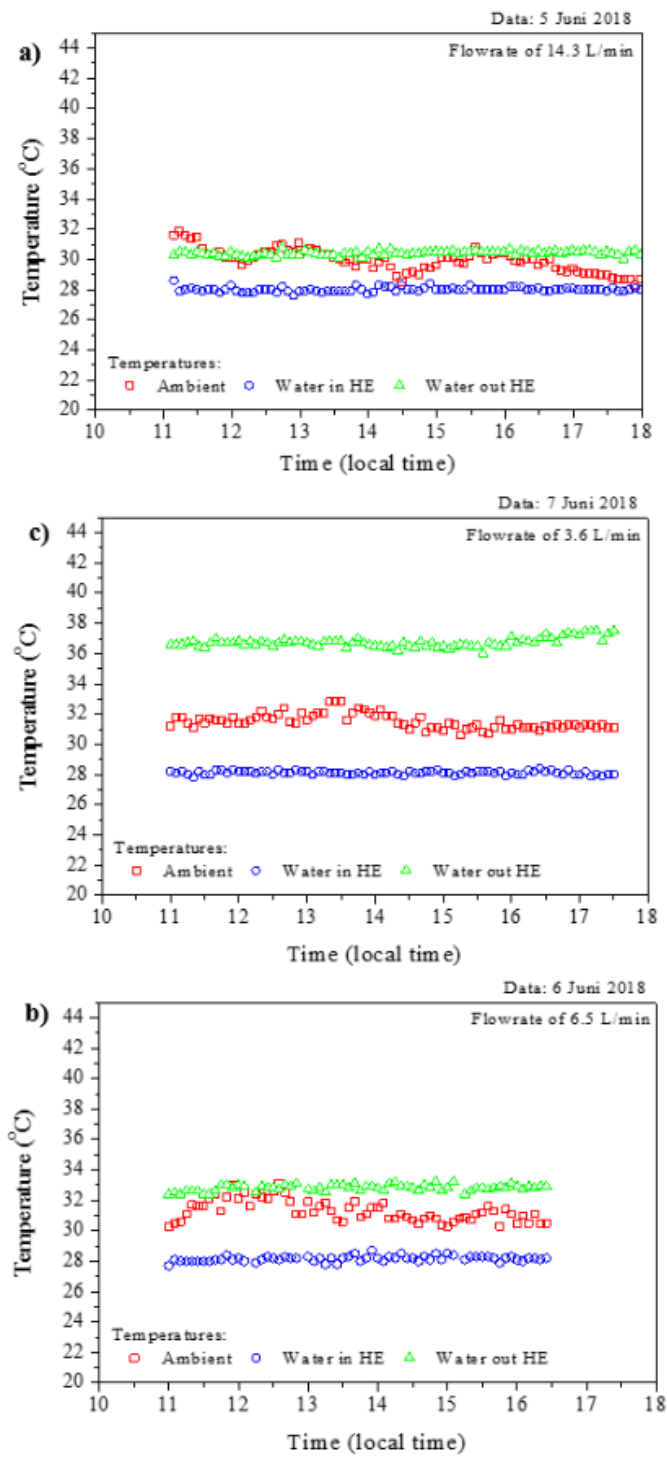 Data: 5 Juni 2018
a)
Flowrate of 14.3 L/min
44
42
40
38
36
34
32
30
28
26
24
22
20
Temperature (°C)
Temperatures:
Ambient Water in HE Water out HE
10 11 12 13 14 15 16 17 18
Time (local time)
Data: 7 Juni 2018
c)
Flowrate of 3.6 L/min
44
42
40
38
36
34
32
30
28
26
24
22
20
Temperature (°C)
Temperatures:
Ambient Water in HE Water out HE
10 11 12 13 14 15 16 17 18
Time (local time)
Data: 6 Juni 2018
b)
Flowrate of 6.5 L/min
44
42
40
38
36
34
32
30
28
26
24
22
20
Temperature (°C)
Temperatures:
Ambient Water in HE Water out HE
10 11 12 13 14 15 16 17 18
Time (local time)